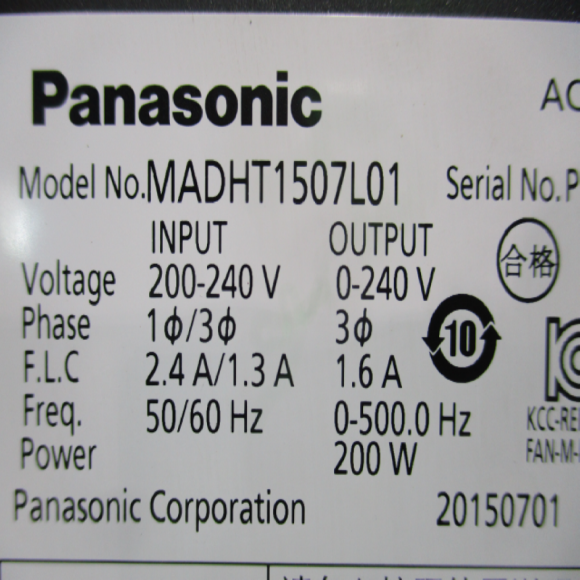 Panasonic
AC
Model No.MADHT1507L01 Serial No.P
INPUT OUTPUT
Voltage 200-240 V 0-240 V
合格
Phase 1ϕ/3ϕ 3ϕ
10
F.L.C 2.4 A/1.3 A 1.6 A
Freq. 50/60 Hz 0-500.0 Hz
KCC-REM
Power 200 W
FAN-M-
Panasonic Corporation 20150701